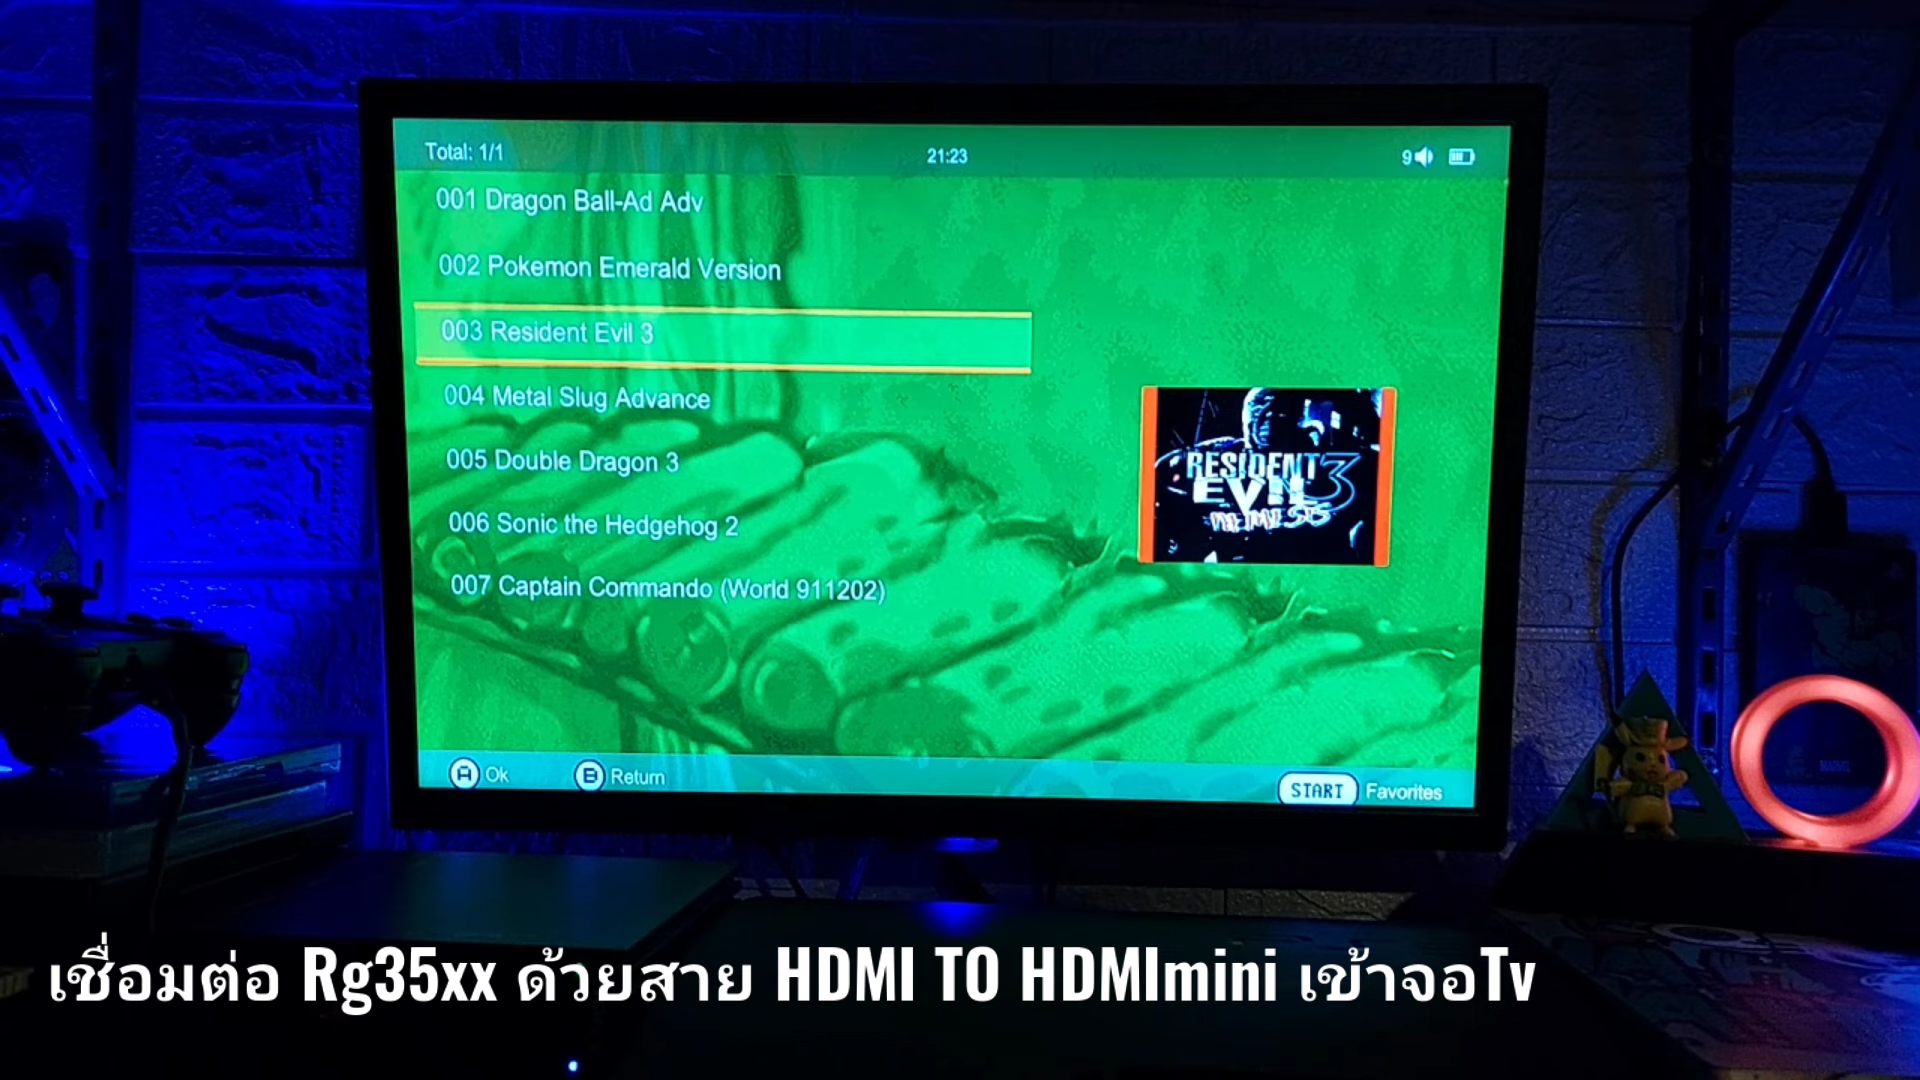 Total: 1/1
21:23
9
001 Dragon Ball-Ad Adv
002 Pokemon Emerald Version
003 Resident Evil 3
004 Metal Slug Advance
005 Double Dragon 3
006 Sonic the Hedgehog 2
007 Captain Commando (World 911202)
RESIDENT
EVIL 3
NEMESIS
A Ok
B Return
START Favorites
MARVEL
เชื่อมต่อ Rg35xx ด้วยสาย HDMI TO HDMImini เข้าจอTv